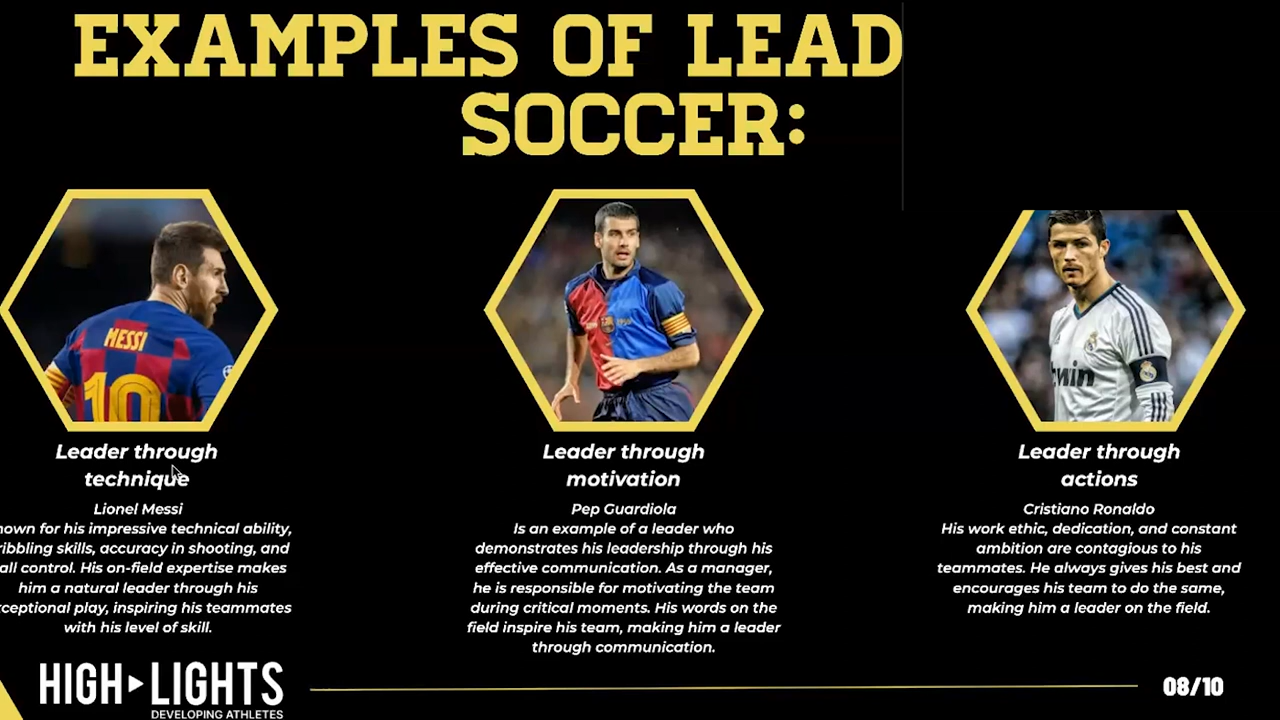 EXAMPLES OF LEAD
SOCCER:
MESSI
10
Leader through
technique
Lionel Messi
nown for his impressive technical ability,
ribbling skills, accuracy in shooting, and
all control. His on-field expertise makes
him a natural leader through his
ceptional play, inspiring his teammates
with his level of skill.
Leader through
motivation
Pep Guardiola
Is an example of a leader who
demonstrates his leadership through his
effective communication. As a manager,
he is responsible for motivating the team
during critical moments. His words on the
field inspire his team, making him a leader
through communication.
twin
Leader through
actions
Cristiano Ronaldo
His work ethic, dedication, and constant
ambition are contagious to his
teammates. He always gives his best and
encourages his team to do the same,
making him a leader on the field.
HIGH LIGHTS
DEVELOPING ATHLETES
08/10